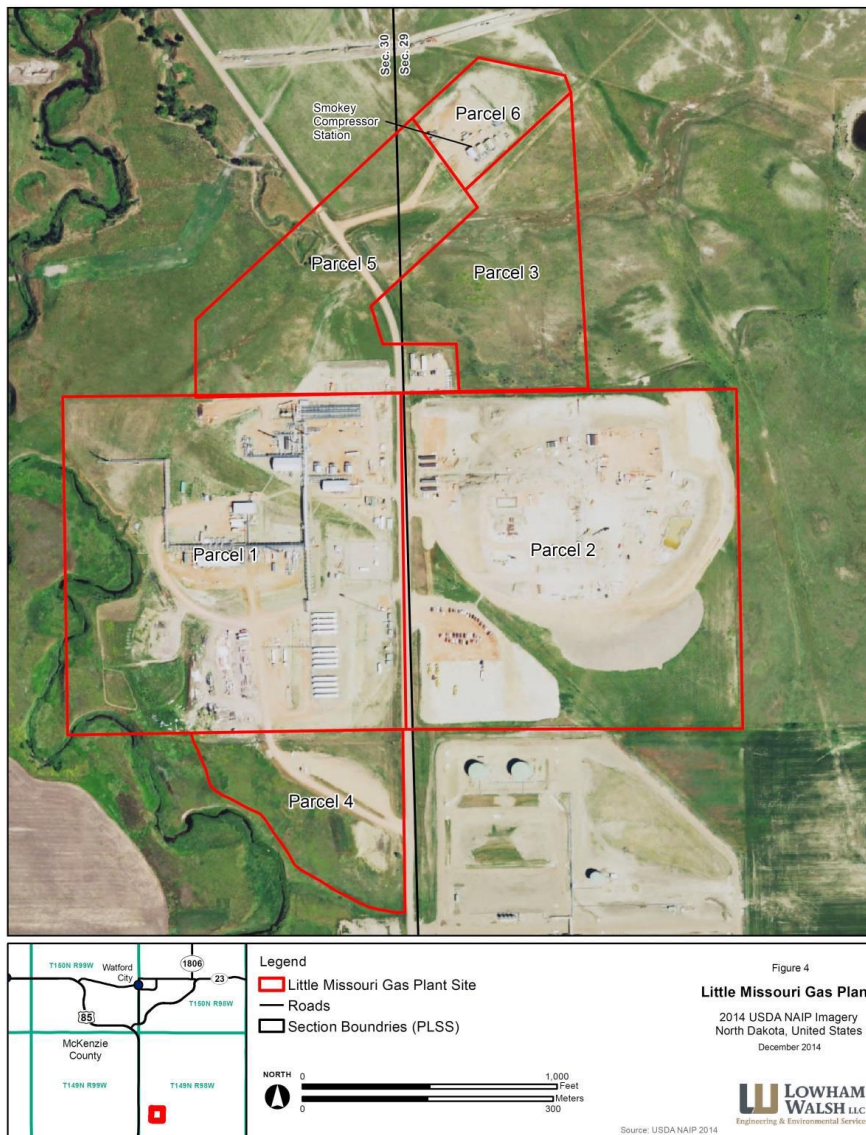 Sec. 30
Sec. 29
Smokey
Compressor
Station
Parcel 6
Parcel 5
Parcel 3
Parcel 1
Parcel 2
Parcel 4
T150N R99W
Watford
City
1806
23
T150N R98W
85
McKenzie
County
T149N R99W
T149N R98W
Legend
Little Missouri Gas Plant Site
Roads
Section Boundries (PLSS)
NORTH
0 1,000
Feet
Meters
0 300
Figure 4
Little Missouri Gas Plan
2014 USDA NAIP Imagery
North Dakota, United States
December 2014
LOWHAM
WALSH LLC
Engineering & Environmental Service
Source: USDA NAIP 2014